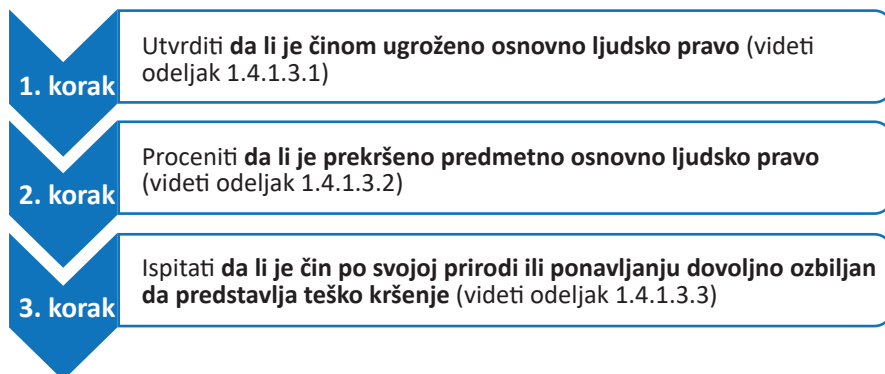 1. korak
Utvrditi da li je činom ugroženo osnovno ljudsko pravo (videti
odeljak 1.4.1.3.1)
2. korak
Proceniti da li je prekršeno predmetno osnovno ljudsko pravo
(videti odeljak 1.4.1.3.2)
3. korak
Ispitati da li je čin po svojoj prirodi ili ponavljanju dovoljno ozbiljan
da predstavlja teško kršenje (videti odeljak 1.4.1.3.3)